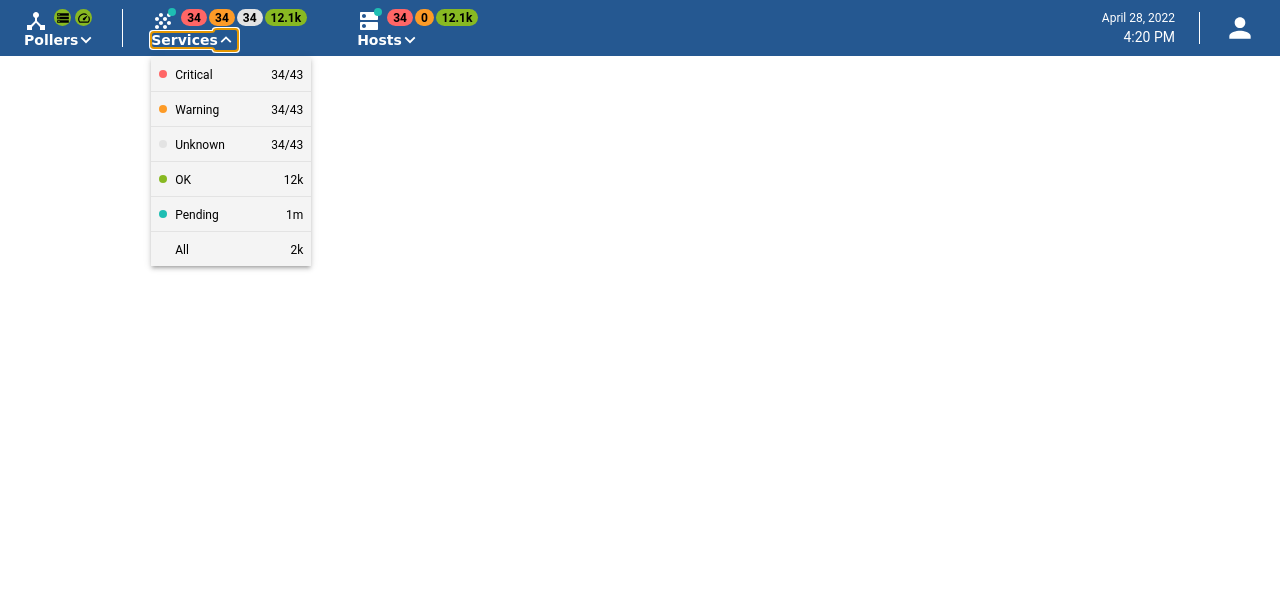 34 34 34 12.1k
34 0 12.1k
April 28, 2022
Pollers
Services
Hosts
4:20 PM
Critical 34/43
Warning 34/43
Unknown 34/43
OK 12k
Pending 1m
All 2k